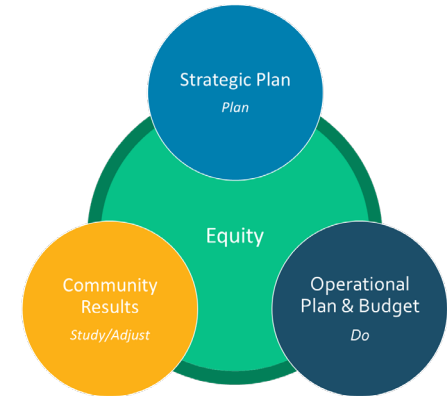 Strategic Plan
Plan
Equity
Community
Results
Study/Adjust
Operational
Plan & Budget
Do